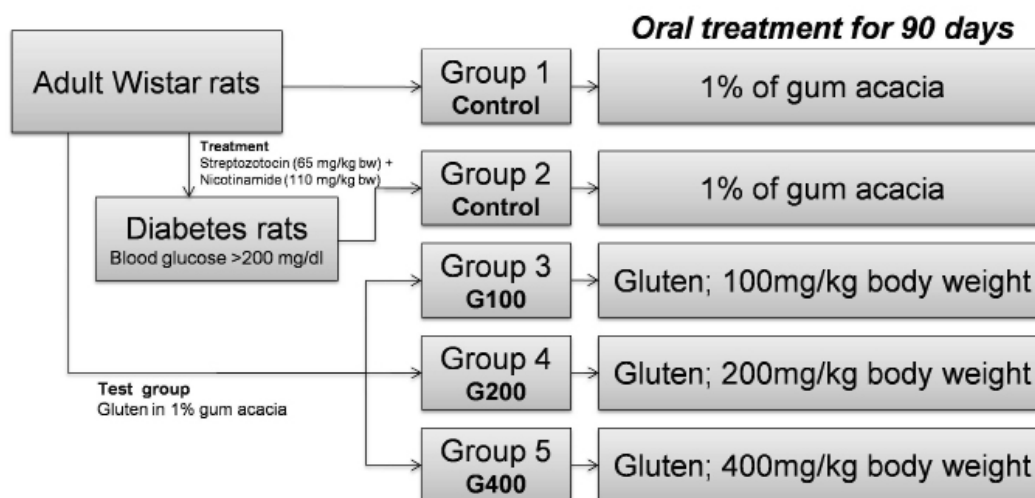 Oral treatment for 90 days
Adult Wistar rats
Group 1
Control
1% of gum acacia
Treatment
Streptozotocin (65 mg/kg bw) +
Nicotinamide (110 mg/kg bw)
Group 2
Control
1% of gum acacia
Diabetes rats
Blood glucose >200 mg/dl
Group 3
G100
Gluten; 100mg/kg body weight
Group 4
G200
Gluten; 200mg/kg body weight
Test group
Gluten in 1% gum acacia
Group 5
G400
Gluten; 400mg/kg body weight